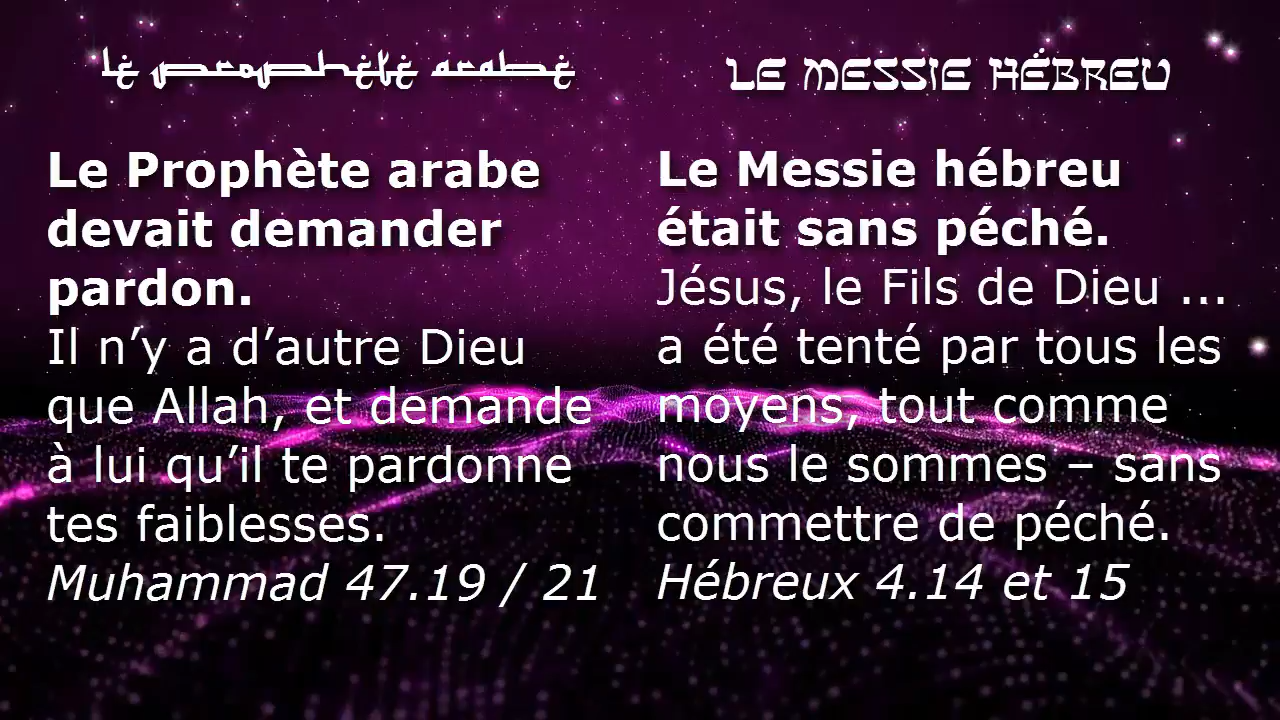 le prophète arabe
Le Prophète arabe
devait demander
pardon.
Il n’y a d’autre Dieu
que Allah, et demande
à lui qu’il te pardonne
tes faiblesses.
Muhammad 47.19 / 21
LE MESSIE HÉBREU
Le Messie hébreu
était sans péché.
Jésus, le Fils de Dieu ...
a été tenté par tous les
moyens, tout comme
nous le sommes – sans
commettre de péché.
Hébreux 4.14 et 15